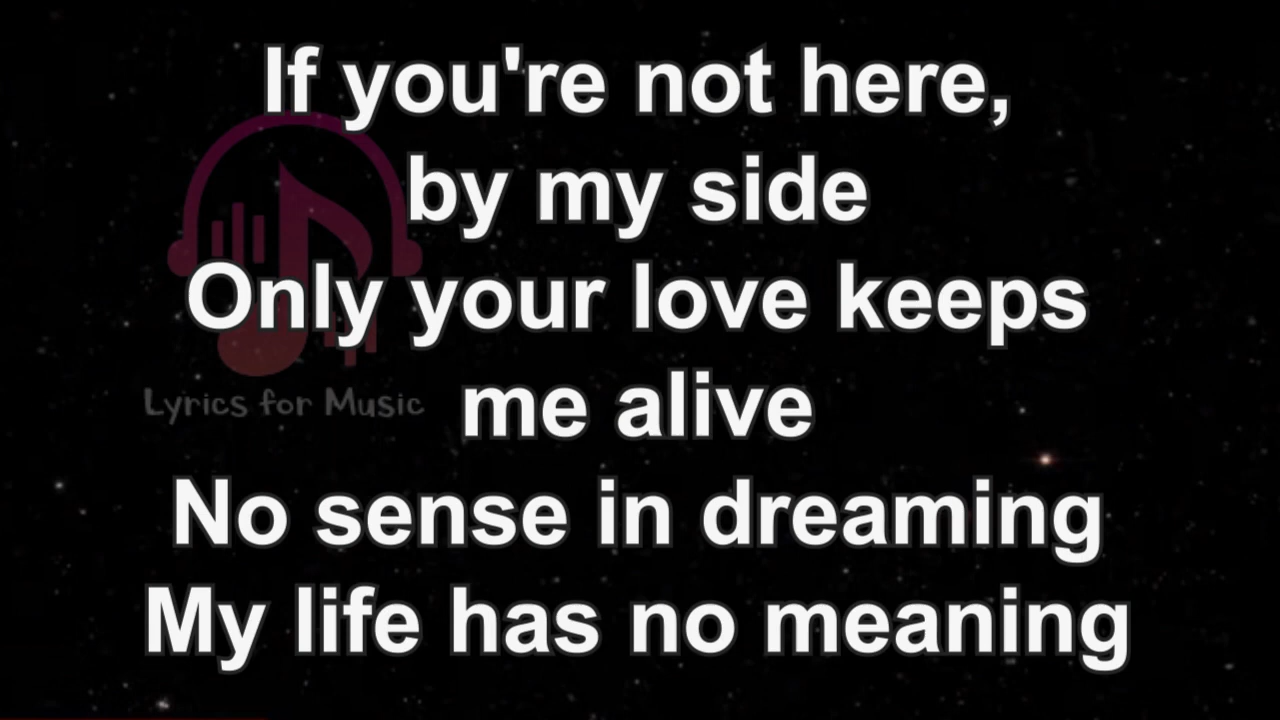 If you're not here,
by my side
Only your love keeps
me alive
Lyrics for Music
No sense in dreaming
My life has no meaning